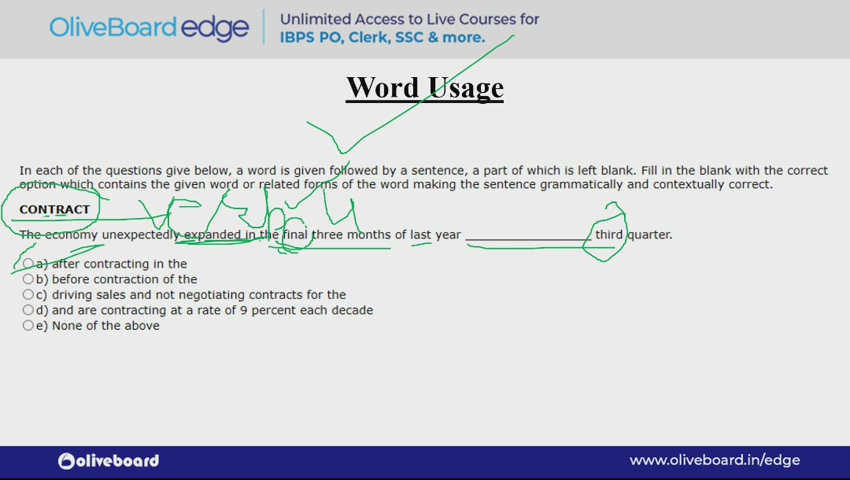 OliveBoard edge
Unlimited Access to Live Courses for
IBPS PO, Clerk, SSC & more.
Word Usage
In each of the questions give below, a word is given followed by a sentence, a part of which is left blank. Fill in the blank with the correct
option which contains the given word or related forms of the word making the sentence grammatically and contextually correct.
CONTRACT
The economy unexpectedly expanded in the final three months of last year ________________ third quarter.
a) after contracting in the
b) before contraction of the
c) driving sales and not negotiating contracts for the
d) and are contracting at a rate of 9 percent each decade
e) None of the above
oliveboard
www.oliveboard.in/edge